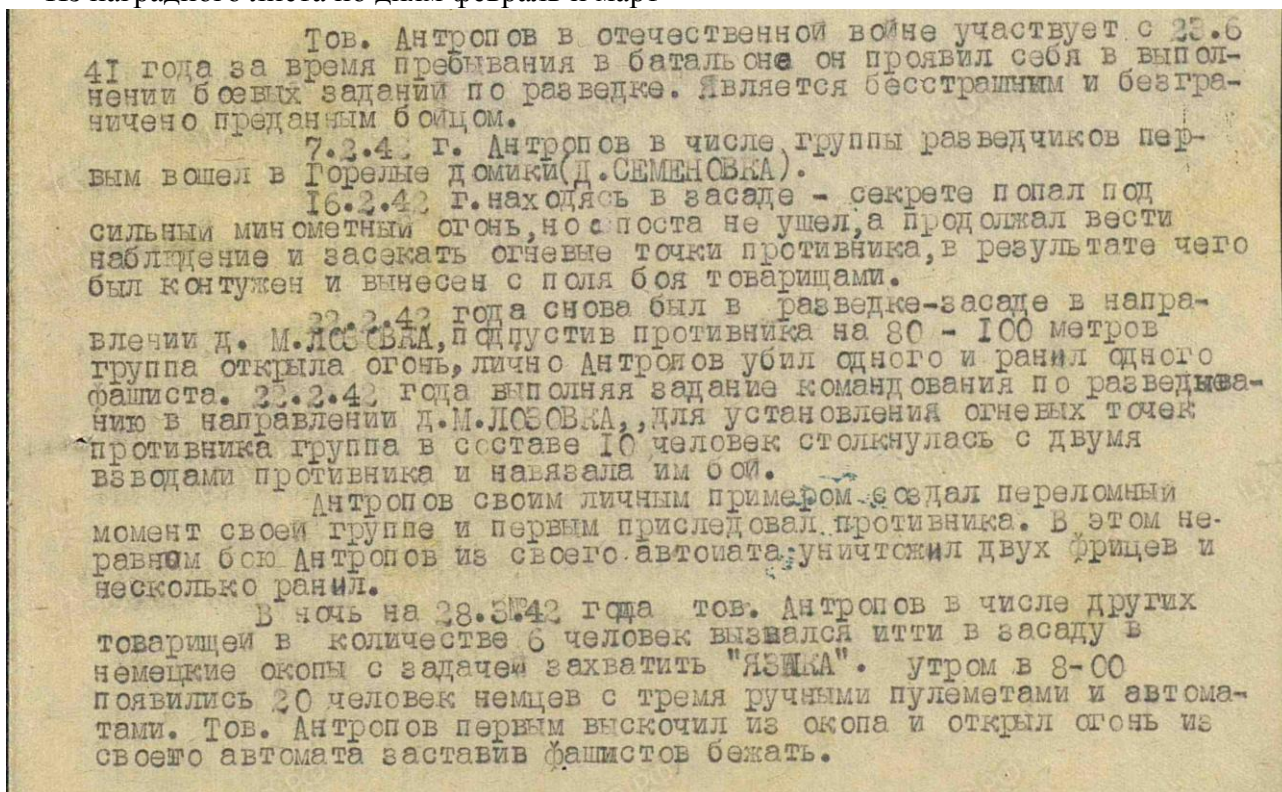 Из наградного листа по дням февраль и март
Тов. Антропов в отечественной войне участвует с 23.6
41 года за время пребывания в батальоне он проявил себя в выпол-
нении боевых заданий по разведке. Является бесстрашным и безгра-
ничено преданным бойцом.
7.2.42 г. Антропов в числе группы разведчиков пер-
вым вошел в Горелые домики(Д.СЕМЕНОВКА).
16.2.42 г.находясь в засаде - секрете попал под
сильный минометный огонь,но с поста не ушел,а продолжал вести
наблюдение и засекать огневые точки противника,в результате чего
был контужен и вынесен с поля боя товарищами.
22.2.42 года снова был в разведке-засаде в напра-
влении д. М.ЛОЗОВКА,подпустив противника на 80 - 100 метров
группа открыла огонь,лично Антропов убил одного и ранил одного
фашиста. 22.2.42 года выполняя задание командования по разведыва-
нию в направлении Д.М.ЛОЗОВКА,,для установления огневых точек
противника группа в составе 10 человек столкнулась с двумя
взводами противника и навязала им бой.
Антропов своим личным примером создал переломный
момент своей группе и первым приследовал противника. В этом не-
равном бою Антропов из своего автомата уничтожил двух фрицев и
несколько ранил.
В ночь на 28.3.42 года тов. Антропов в числе других
товарищей в количестве 6 человек вызвался итти в засаду в
немецкие окопы с задачей захватить "ЯЗЫКА". утром в 8-00
появились 20 человек немцев с тремя ручными пулеметами и автома-
тами. Тов. Антропов первым выскочил из окопа и открыл огонь из
своего автомата заставив фашистов бежать.